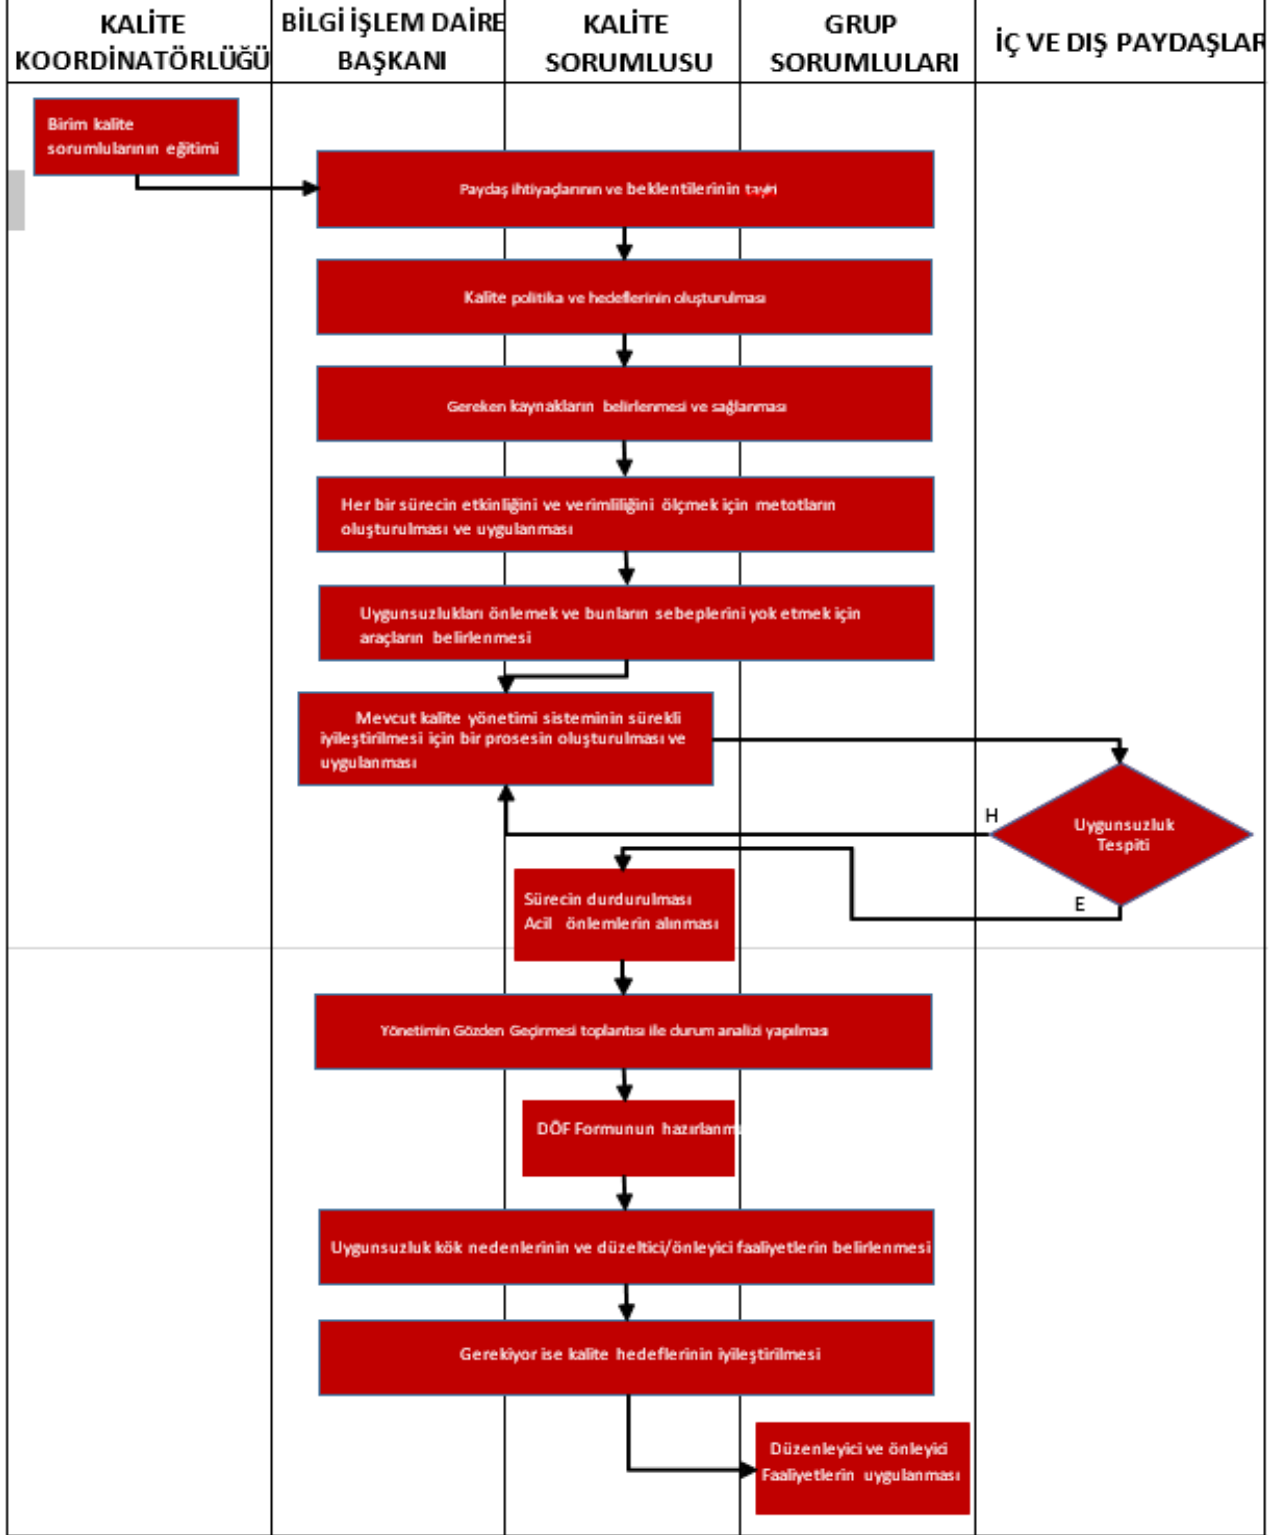 KALİTE
KOORDİNATÖRLÜĞÜ
BİLGİ İŞLEM DAİRE
BAŞKANI
KALİTE
SORUMLUSU
GRUP
SORUMLULARI
İÇ VE DIŞ PAYDAŞLAR
Birim kalite
sorumlularının eğitimi
Paydaş ihtiyaçlarının ve beklentilerinin
Kalite politika ve hedeflerinin oluşturulması
Gereken kaynakların belirlenmesi ve sağlanması
Her bir sürecin etkinliğini ve verimliliğini ölçmek için metotların
oluşturulması ve uygulanması
Uygunsuzlukları önlemek ve bunların sebeplerini yok etmek için
araçların belirlenmesi
Mevcut kalite yönetimi sisteminin sürekli
iyileştirilmesi için bir prosesin oluşturulması ve
uygulanması
H
Uygunsuzluk
Tespiti
E
Sürecin durdurulması
Acil önlemlerin alınması
Yönetimin Gözden Geçirmesi toplantısı ile durum analizi yapılması
DÖF Formunun hazırlanm
Uygunsuzluk kök nedenlerinin ve düzeltici/önleyici faaliyetlerin belirlenmesi
Gerekiyor ise kalite hedeflerinin iyileştirilmesi
Düzenleyici ve önleyici
Faaliyetlerin uygulanması